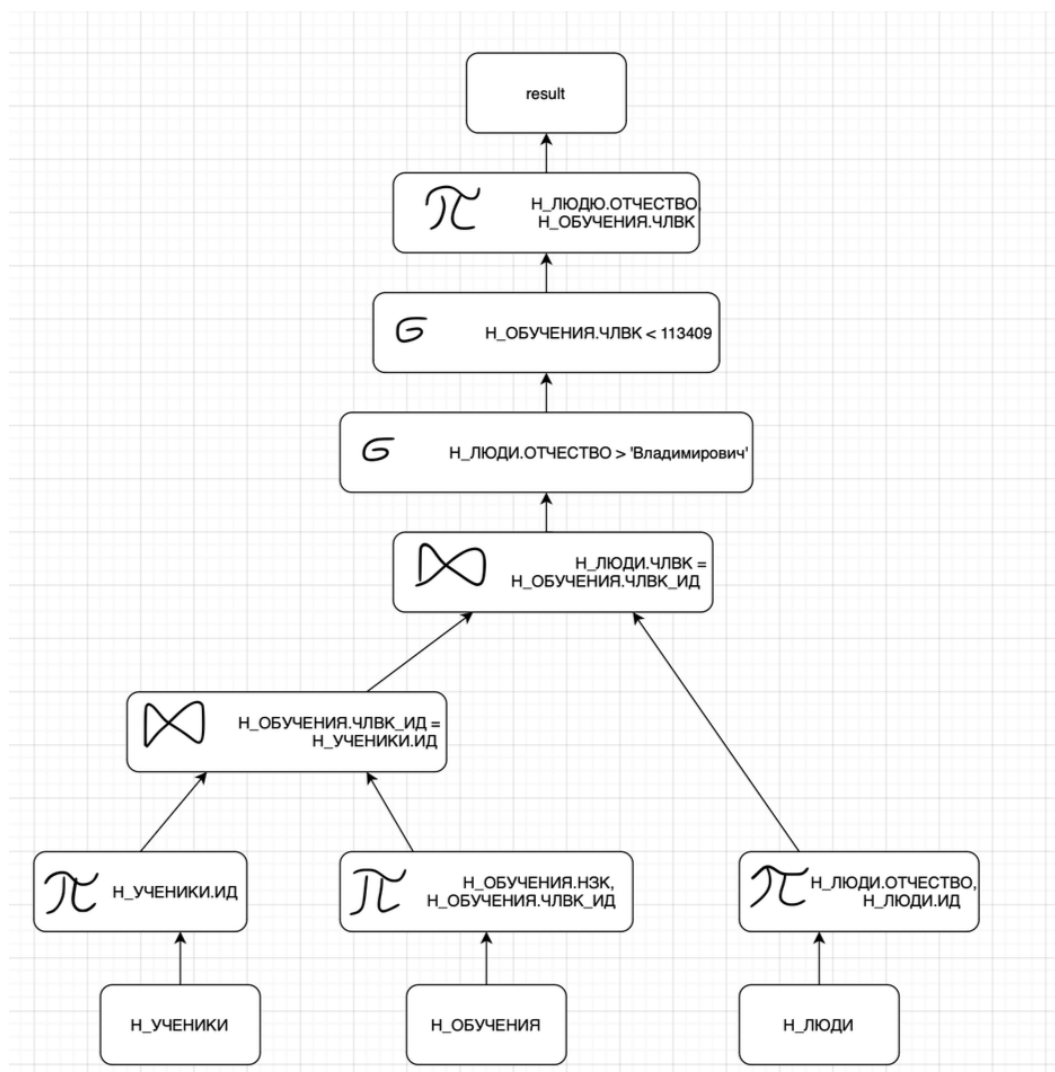 result
π Н_ЛЮДЮ.ОТЧЕСТВО,
Н_ОБУЧЕНИЯ.ЧЛВК
σ Н_ОБУЧЕНИЯ.ЧЛВК < 113409
σ Н_ЛЮДИ.ОТЧЕСТВО > 'Владимирович'
⋈ Н_ЛЮДИ.ЧЛВК =
Н_ОБУЧЕНИЯ.ЧЛВК_ИД
⋈ Н_ОБУЧЕНИЯ.ЧЛВК_ИД =
Н_УЧЕНИКИ.ИД
π Н_УЧЕНИКИ.ИД
π Н_ОБУЧЕНИЯ.НЗК,
Н_ОБУЧЕНИЯ.ЧЛВК_ИД
π Н_ЛЮДИ.ОТЧЕСТВО,
Н_ЛЮДИ.ИД
Н_УЧЕНИКИ
Н_ОБУЧЕНИЯ
Н_ЛЮДИ